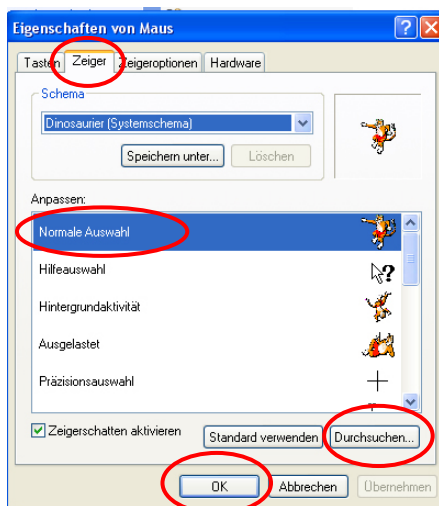 Eigenschaften von Maus
Tasten Zeiger Zeigeroptionen Hardware
Schema
Dinosaurier (Systemschema)
Speichern unter... Löschen
Anpassen:
Normale Auswahl
Hilfeauswahl
Hintergrundaktivität
Ausgelastet
Präzisionsauswahl
Zeigerschatten aktivieren Standard verwenden Durchsuchen...
OK Abbrechen Übernehmen